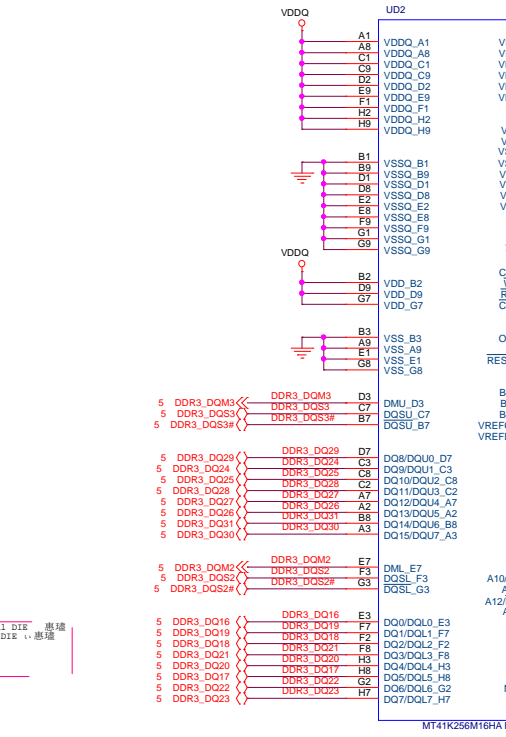 VDDQ
UD2
A1 VDDQ_A1
A8 VDDQ_A8
C1 VDDQ_C1
C9 VDDQ_C9
D2 VDDQ_D2
E9 VDDQ_E9
F1 VDDQ_F1
H2 VDDQ_H2
H9 VDDQ_H9
B1 VSSQ_B1
B9 VSSQ_B9
D1 VSSQ_D1
D8 VSSQ_D8
E2 VSSQ_E2
E8 VSSQ_E8
F9 VSSQ_F9
G1 VSSQ_G1
G9 VSSQ_G9
VDDQ
B2 VDD_B2
D9 VDD_D9
G7 VDD_G7
B3 VSS_B3
A9 VSS_A9
E1 VSS_E1
G8 VSS_G8
RES
5 DDR3_DQM3 DDR3_DQM3 D3 DMU_D3
5 DDR3_DQS3 DDR3_DQS3 C7 DQSU_C7
5 DDR3_DQS3# DDR3_DQS3# B7 DQSU_B7
5 DDR3_DQ29 DDR3_DQ29 D7 DQ8/DQU0_D7
5 DDR3_DQ24 DDR3_DQ24 C3 DQ9/DQU1_C3
5 DDR3_DQ25 DDR3_DQ25 C8 DQ10/DQU2_C8
5 DDR3_DQ28 DDR3_DQ28 C2 DQ11/DQU3_C2
5 DDR3_DQ27 DDR3_DQ27 A7 DQ12/DQU4_A7
5 DDR3_DQ26 DDR3_DQ26 A2 DQ13/DQU5_A2
5 DDR3_DQ31 DDR3_DQ31 B8 DQ14/DQU6_B8
5 DDR3_DQ30 DDR3_DQ30 A3 DQ15/DQU7_A3
5 DDR3_DQM2 DDR3_DQM2 E7 DML_E7
5 DDR3_DQS2 DDR3_DQS2 F3 DQSL_F3
5 DDR3_DQS2# DDR3_DQS2# G3 DQSL_G3
A10/
A12/
DIE 惠璿
DIE 惠璿
5 DDR3_DQ16 DDR3_DQ16 E3 DQ0/DQL0_E3
5 DDR3_DQ19 DDR3_DQ19 F7 DQ1/DQL1_F7
5 DDR3_DQ18 DDR3_DQ18 F2 DQ2/DQL2_F2
5 DDR3_DQ21 DDR3_DQ21 F8 DQ3/DQL3_F8
5 DDR3_DQ20 DDR3_DQ20 H3 DQ4/DQL4_H3
5 DDR3_DQ17 DDR3_DQ17 H8 DQ5/DQL5_H8
5 DDR3_DQ22 DDR3_DQ22 G2 DQ6/DQL6_G2
5 DDR3_DQ23 DDR3_DQ23 H7 DQ7/DQL7_H7
MT41K256M16HA